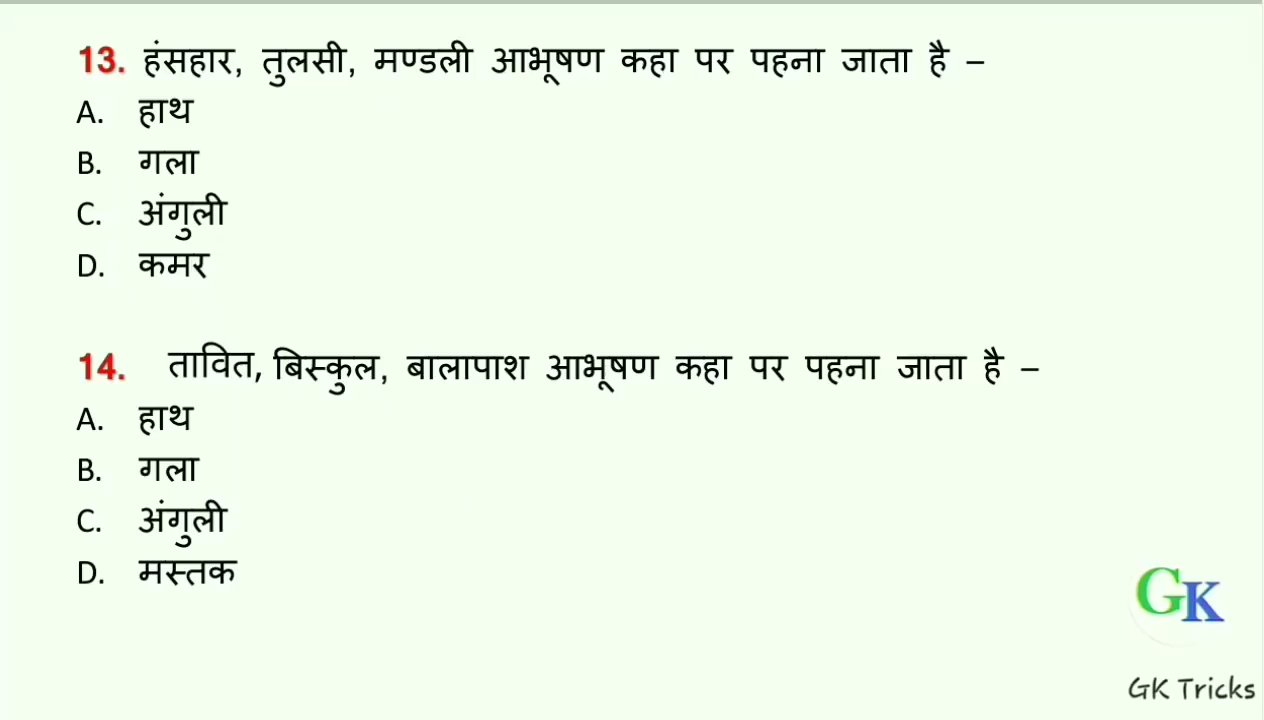 13. हंसहार, तुलसी, मण्डली आभूषण कहा पर पहना जाता है –
A. हाथ
B. गला
C. अंगुली
D. कमर
14. तावित, बिस्कुल, बालापाश आभूषण कहा पर पहना जाता है –
A. हाथ
B. गला
C. अंगुली
D. मस्तक
GK
GK Tricks